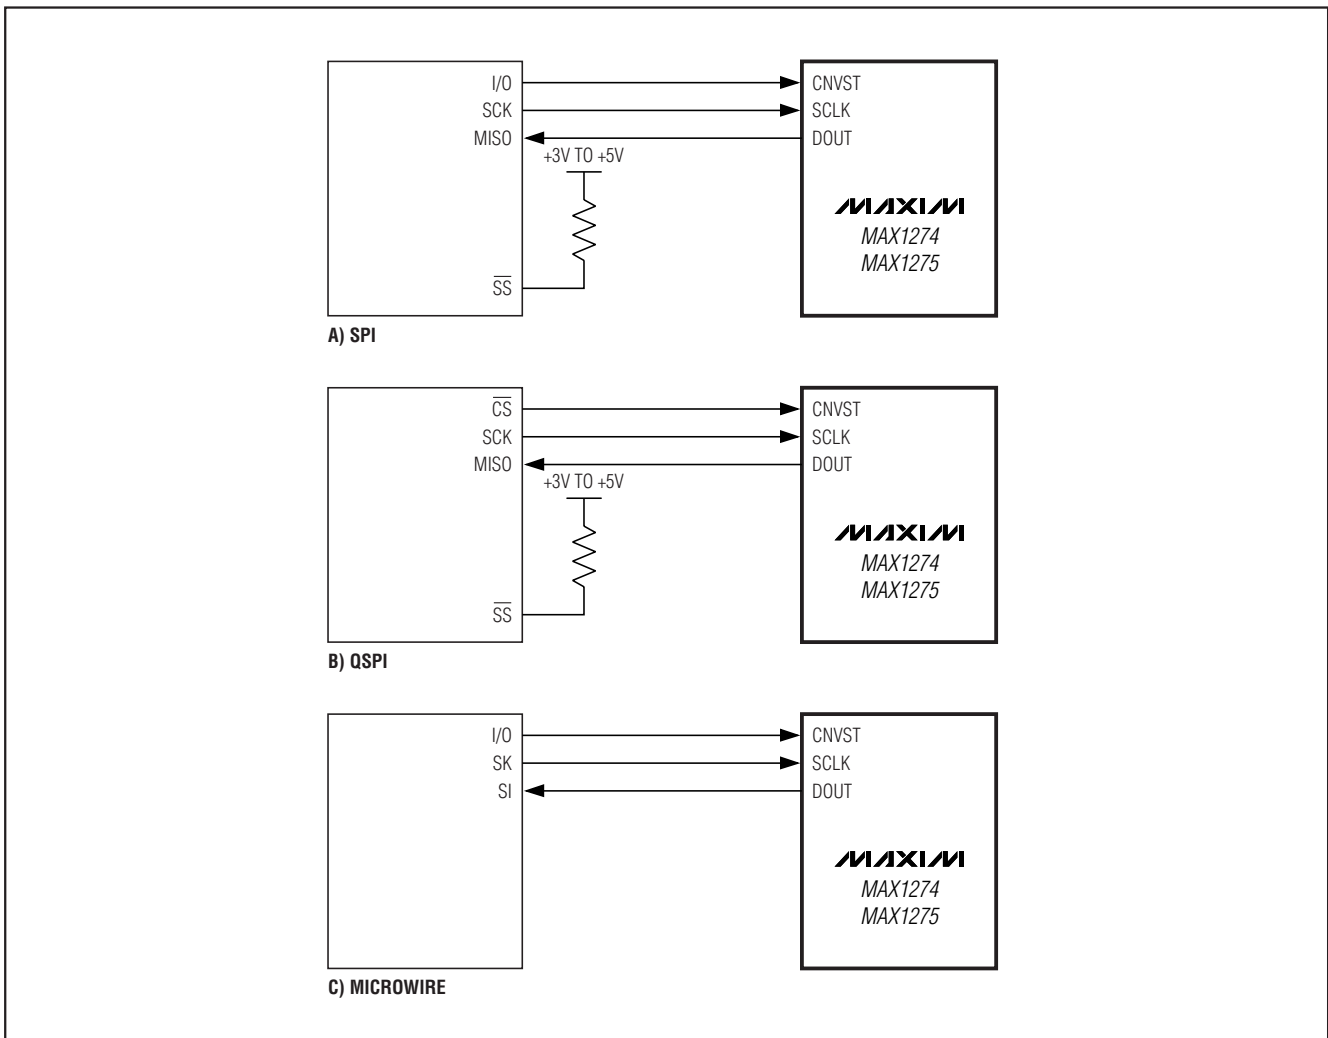 I/O CNVST
SCK SCLK
MISO DOUT
+3V TO +5V
MAXIM
MAX1274
MAX1275
SS
A) SPI
CS CNVST
SCK SCLK
MISO DOUT
+3V TO +5V
MAXIM
MAX1274
MAX1275
SS
B) QSPI
I/O CNVST
SK SCLK
SI DOUT
MAXIM
MAX1274
MAX1275
C) MICROWIRE